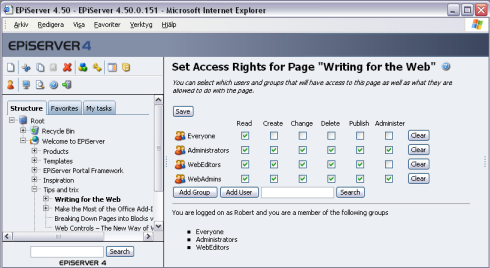 EPiServer 4.50 - EPiServer 4.50.0.151 - Microsoft Internet Explorer
Arkiv Redigera Visa Favoriter Verktyg Hjälp
EPiSERVER 4
Structure Favorites My tasks
Root
Recycle Bin
Welcome to EPiServer
Products
Templates
EPiServer Portal Framework
Inspiration
Tips and trix
Writing for the Web
Make the Most of the Office Add-I
Breaking Down Pages into Blocks v
Web Controls – The New Way of W
Search
EPiSERVER 4
Set Access Rights for Page "Writing for the Web"
You can select which users and groups that will have access to this page as well as what they are
allowed to do with the page.
Save
Read Create Change Delete Publish Administer
Everyone Clear
Administrators Clear
WebEditors Clear
WebAdmins Clear
Add Group Add User Search
You are logged on as Robert and you are a member of the following groups
Everyone
Administrators
WebEditors